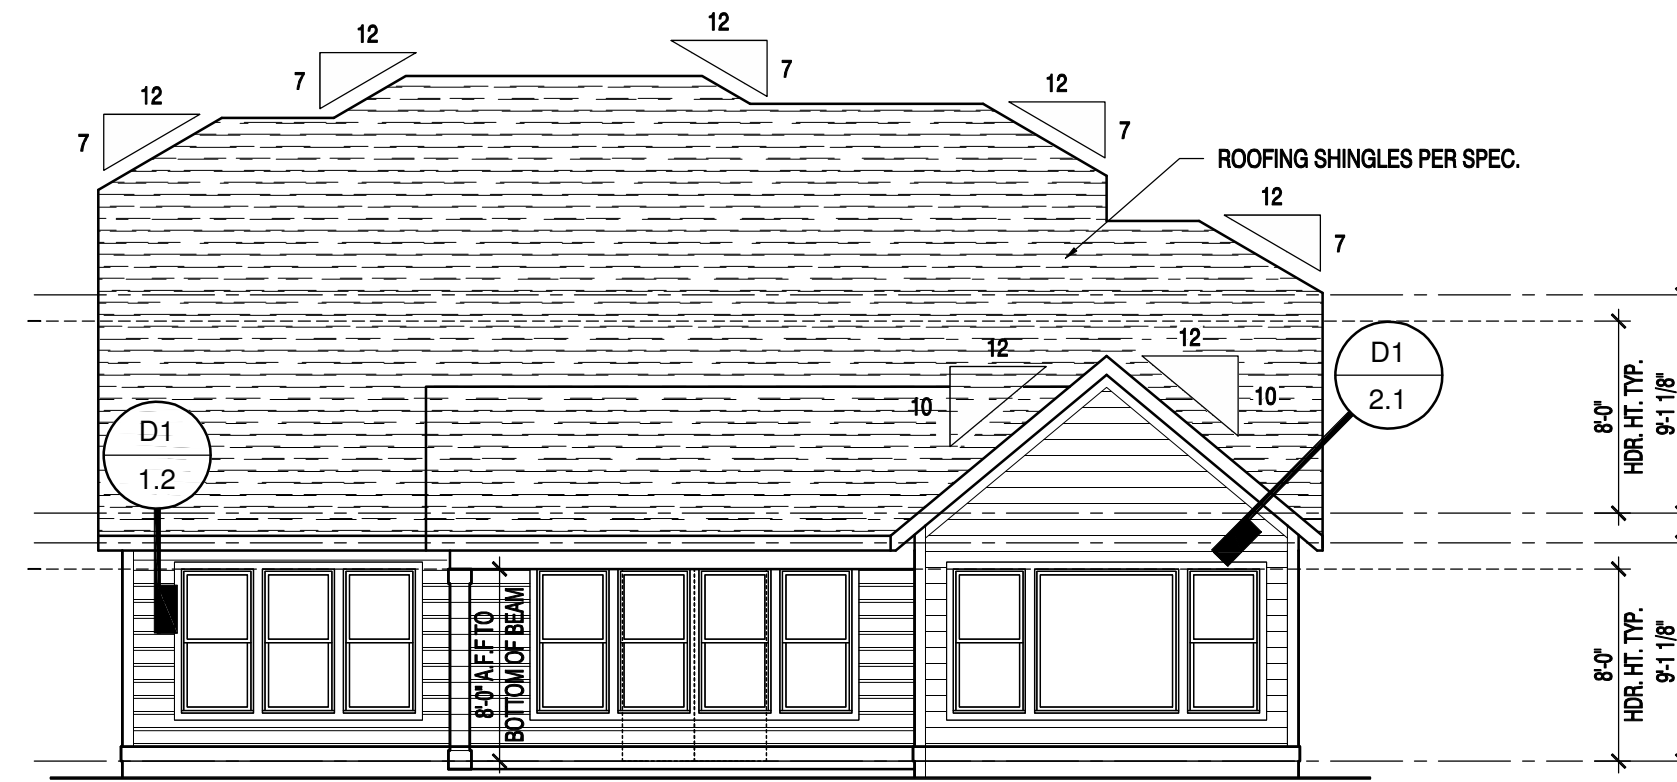 12
7
12
7
12
7
12
7
ROOFING SHINGLES PER SPEC.
12
7
12
10
12
10
D1
2.1
D1
1.2
8'-0"
HDR. HT. TYP.
9'-1 1/8"
8'-0" A.F.F TO
BOTTOM OF BEAM
8'-0"
HDR. HT. TYP.
9'-1 1/8"